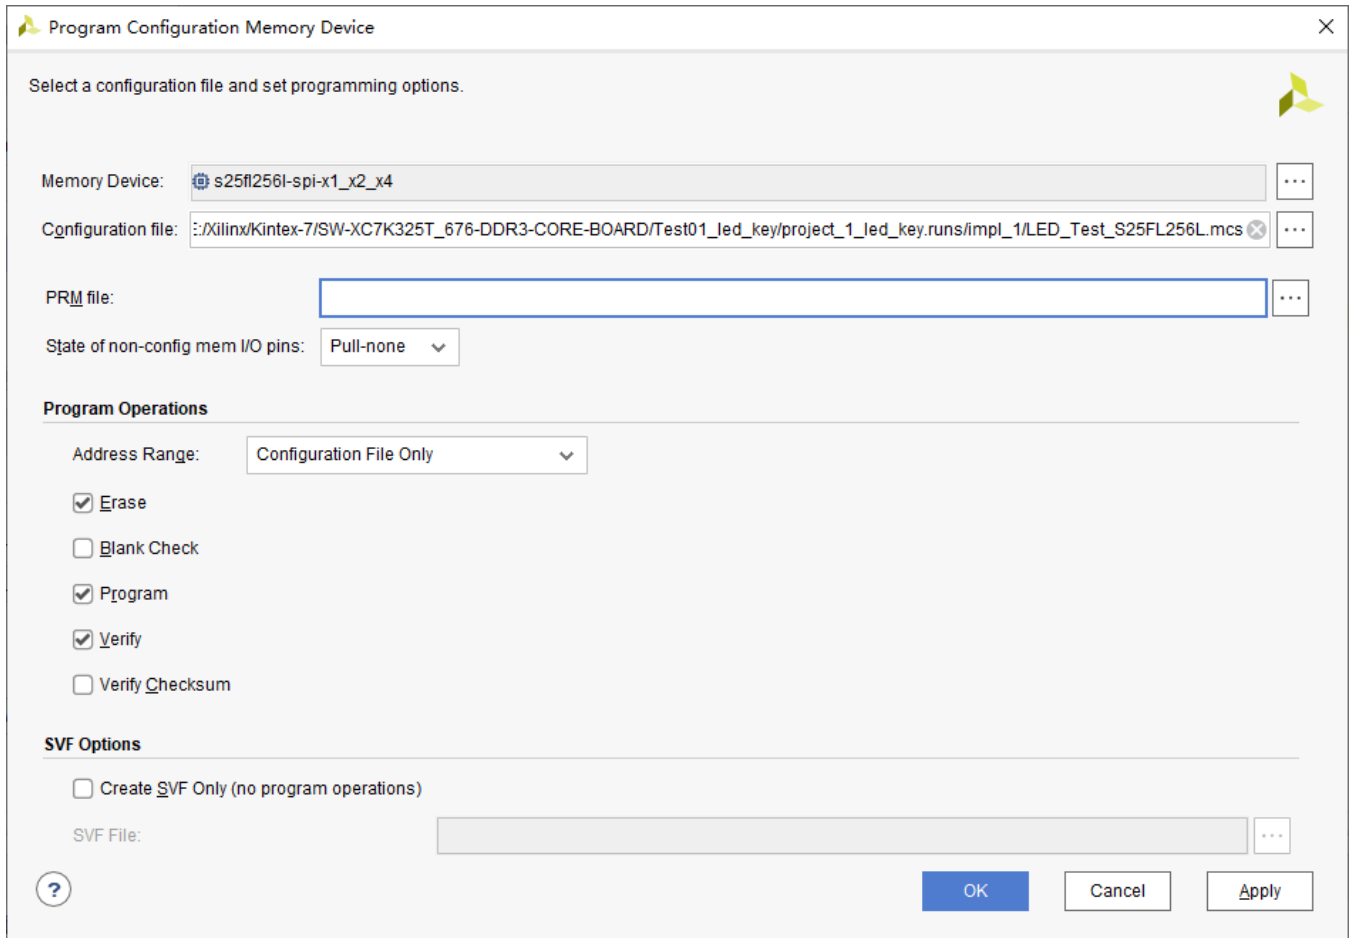 Program Configuration Memory Device
Select a configuration file and set programming options.
Memory Device: s25fl256l-spi-x1_x2_x4 ...
Configuration file: E:/Xilinx/Kintex-7/SW-XC7K325T_676-DDR3-CORE-BOARD/Test01_led_key/project_1_led_key.runs/impl_1/LED_Test_S25FL256L.mcs ...
PRM file: ...
State of non-config mem I/O pins: Pull-none
Program Operations
Address Range: Configuration File Only
Erase
Blank Check
Program
Verify
Verify Checksum
SVF Options
Create SVF Only (no program operations)
SVF File: ...
? OK Cancel Apply